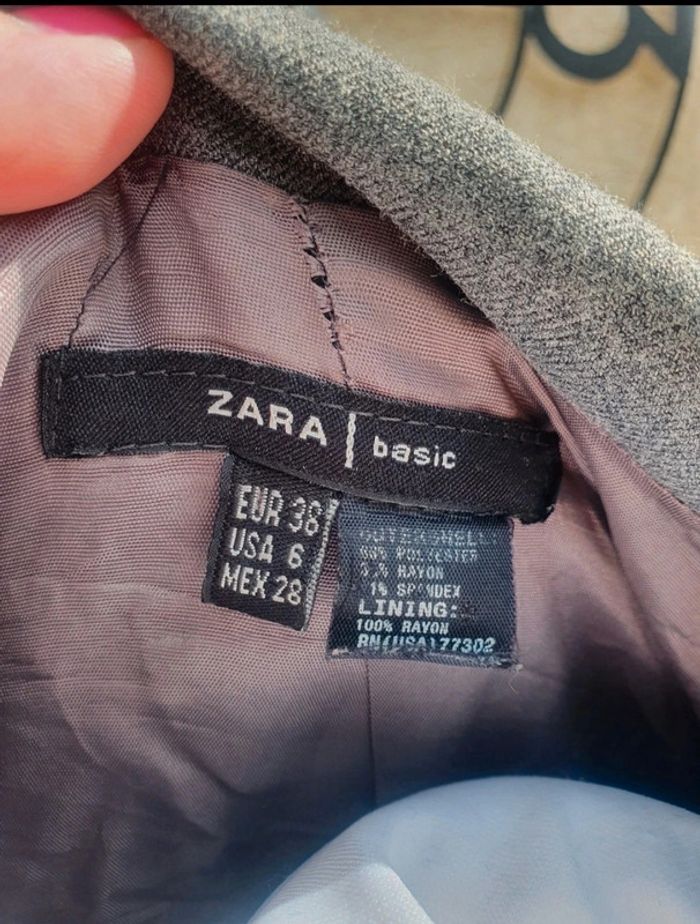 ZARA | basic
EUR 38
USA 6
MEX 28
OUTER SHELL:
POLYESTER
RAYON
1% SPANDEX
LINING:
100% RAYON
RN(USA)77302